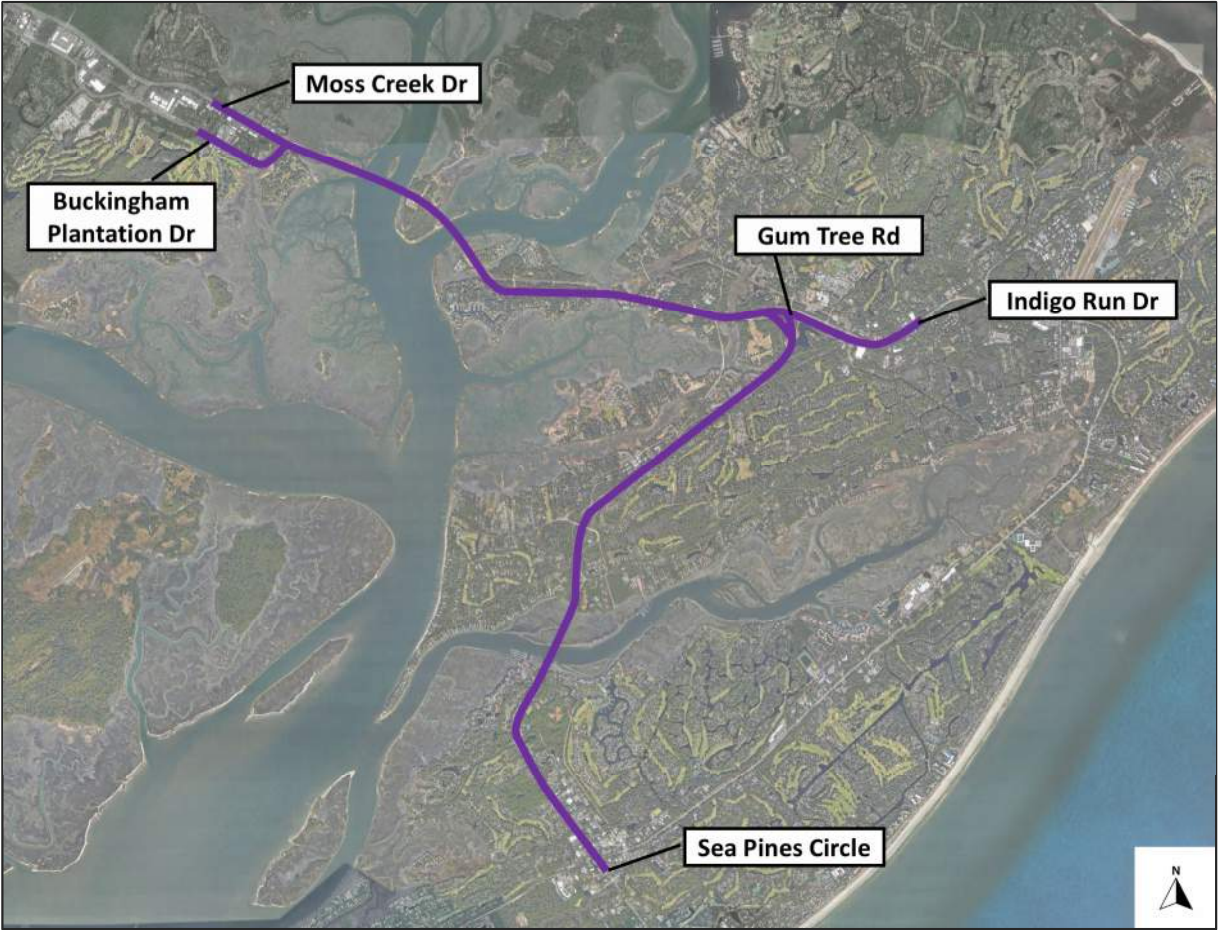 Moss Creek Dr
Buckingham
Plantation Dr
Gum Tree Rd
Indigo Run Dr
Sea Pines Circle
N